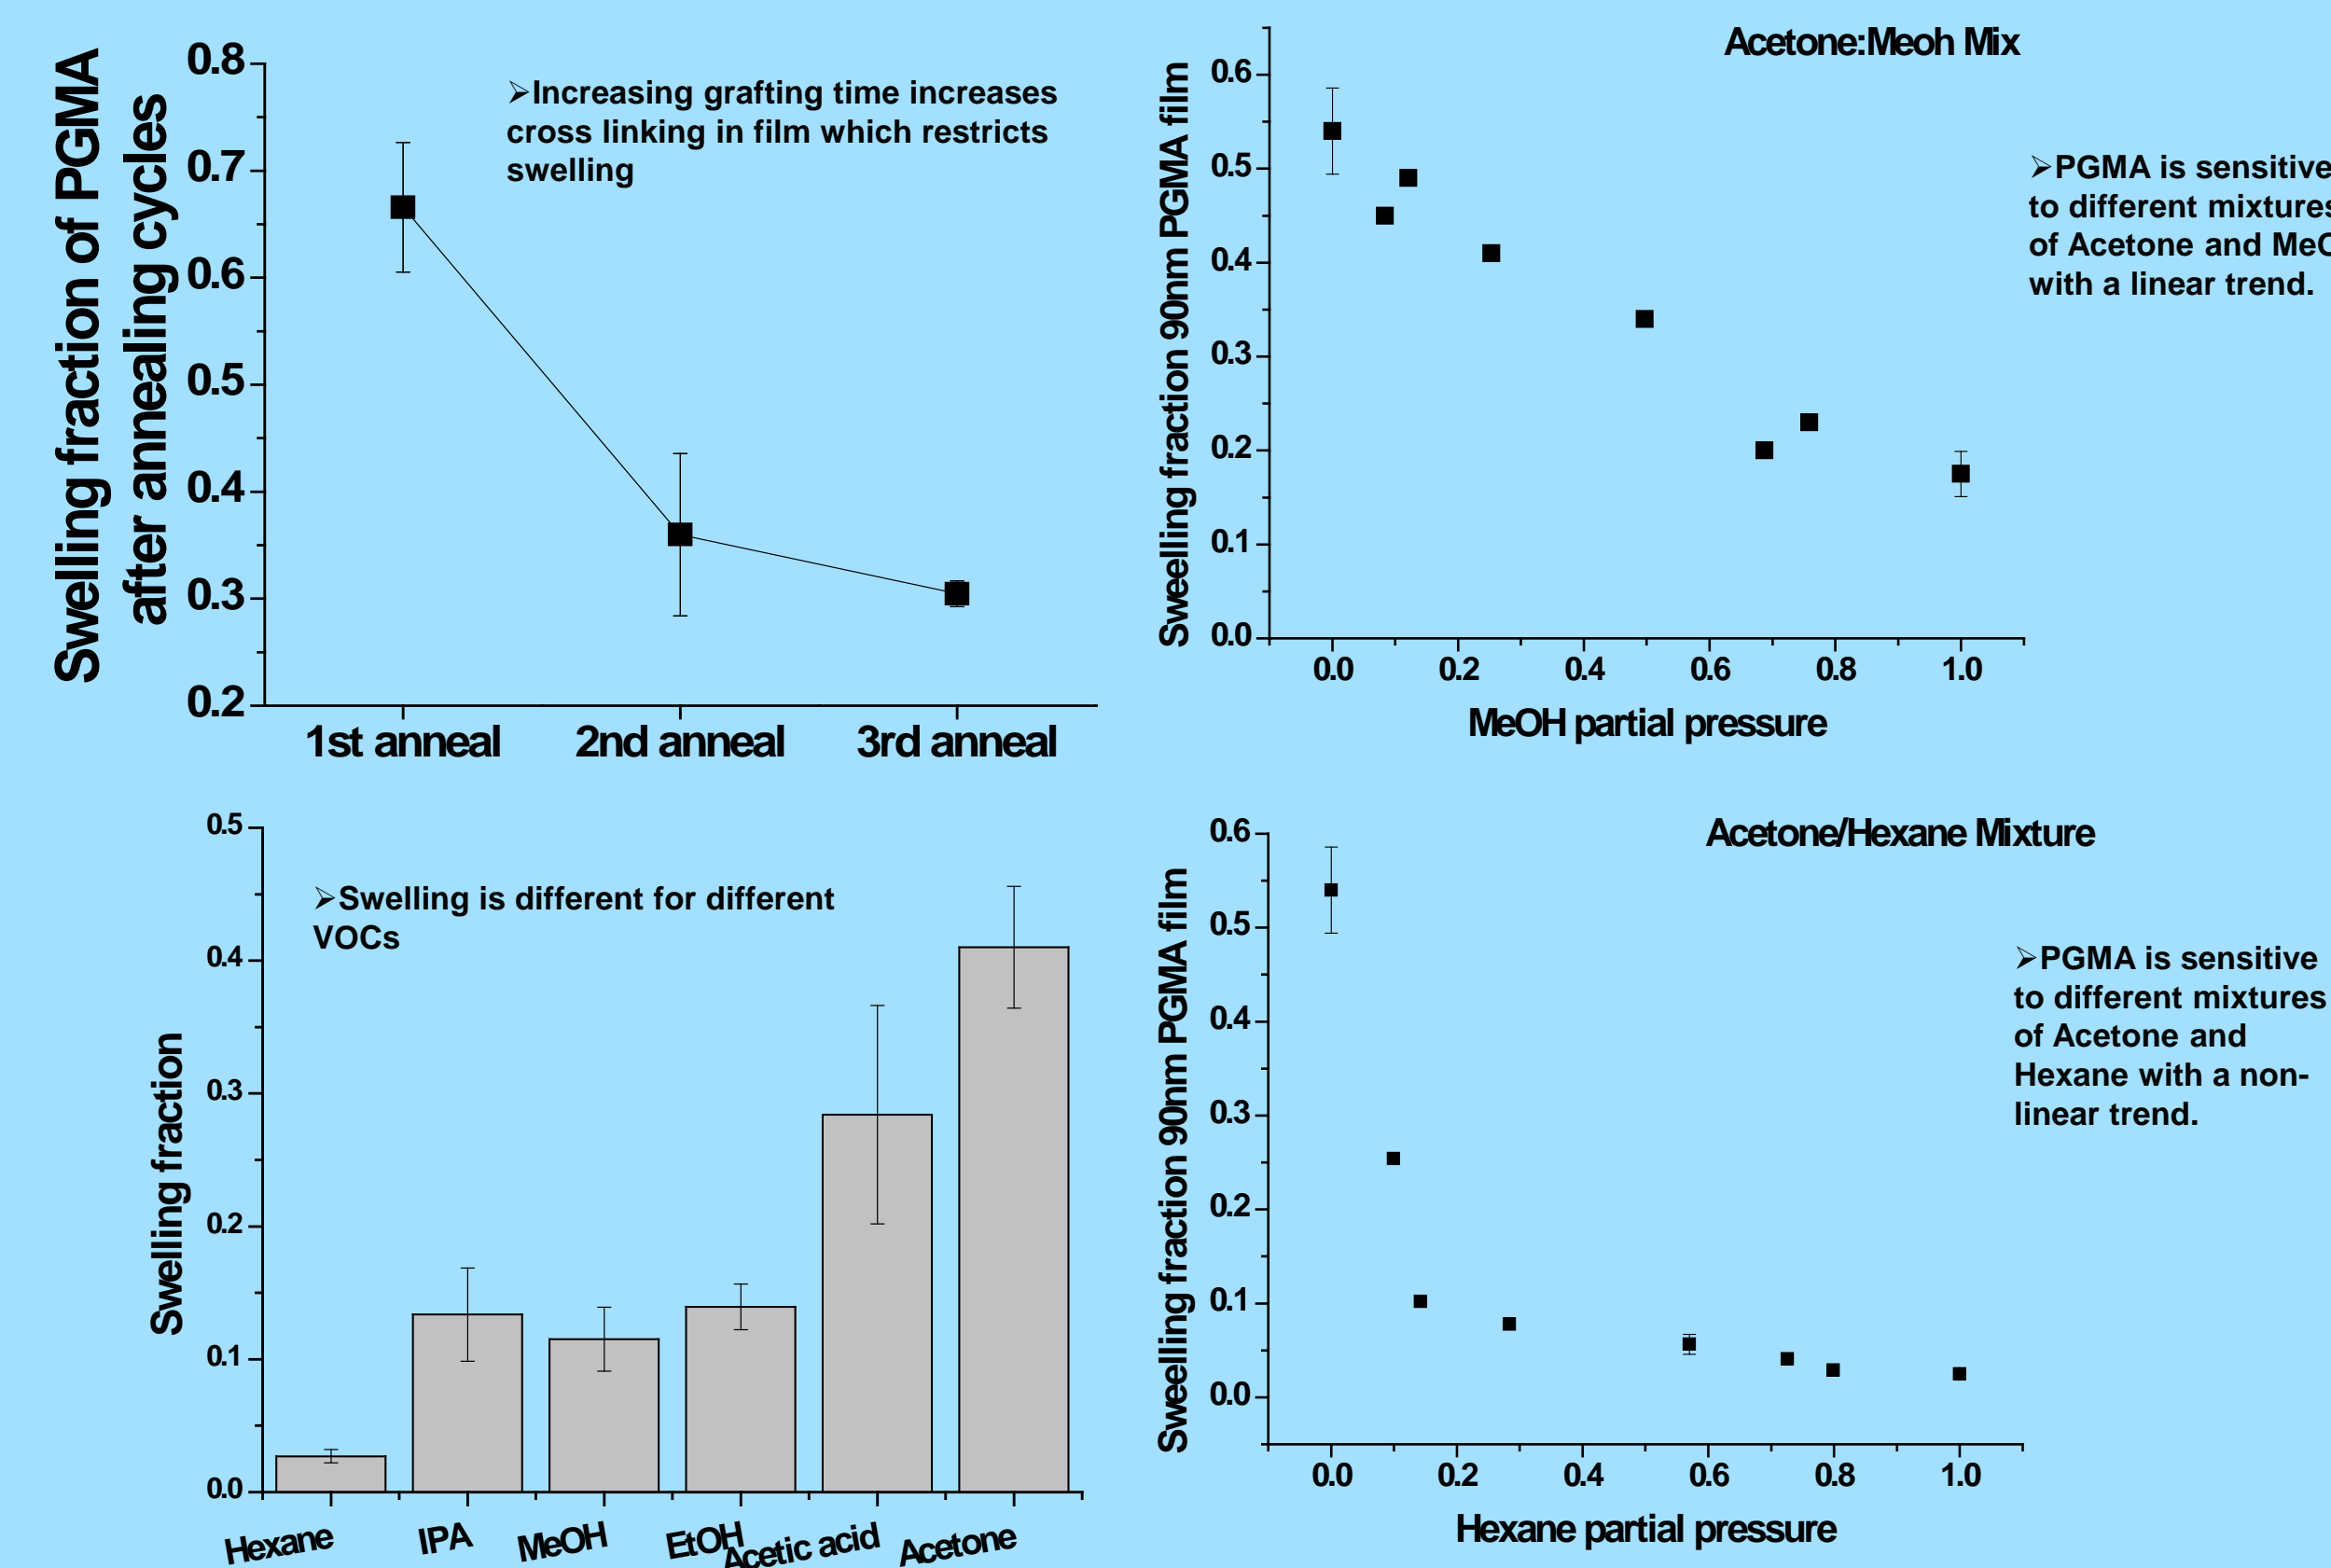 Swelling fraction of PGMA
after annealing cycles
0.8
0.7
0.6
0.5
0.4
0.3
0.2
➢Increasing grafting time increases
cross linking in film which restricts
swelling
1st anneal 2nd anneal 3rd anneal
Acetone:Meoh Mix
Sweelling fraction 90nm PGMA film
0.6
0.5
0.4
0.3
0.2
0.1
0.0
0.0 0.2 0.4 0.6 0.8 1.0
MeOH partial pressure
➢PGMA is sensitive
to different mixtures
of Acetone and MeO
with a linear trend.
Swelling fraction
0.5
0.4
0.3
0.2
0.1
0.0
➢Swelling is different for different
VOCs
Hexane IPA MeOH EtOH Acetic acid Acetone
Acetone/Hexane Mixture
Sweelling fraction 90nm PGMA film
0.6
0.5
0.4
0.3
0.2
0.1
0.0
0.0 0.2 0.4 0.6 0.8 1.0
Hexane partial pressure
➢PGMA is sensitive
to different mixtures
of Acetone and
Hexane with a non-
linear trend.